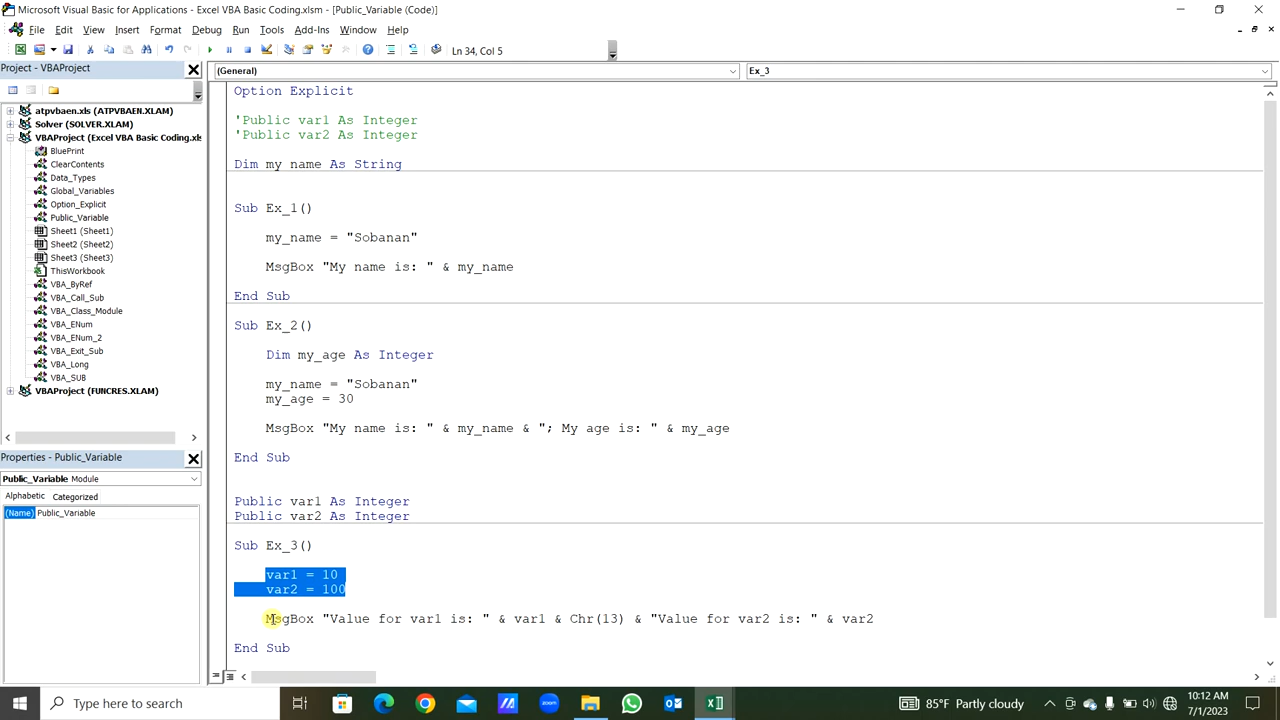 Microsoft Visual Basic for Applications - Excel VBA Basic Coding.xlsm - [Public_Variable (Code)]
File Edit View Insert Format Debug Run Tools Add-Ins Window Help
Ln 34, Col 5
Project - VBAProject
(General)
Ex_3
atpvbaen.xls (ATPVBAEN.XLAM)
Solver (SOLVER.XLAM)
VBAProject (Excel VBA Basic Coding.xls
BluePrint
ClearContents
Data_Types
Global_Variables
Option_Explicit
Public_Variable
Sheet1 (Sheet1)
Sheet2 (Sheet2)
Sheet3 (Sheet3)
ThisWorkbook
VBA_ByRef
VBA_Call_Sub
VBA_Class_Module
VBA_ENum
VBA_ENum_2
VBA_Exit_Sub
VBA_Long
VBA_SUB
VBAProject (FUNCRES.XLAM)
Properties - Public_Variable
Public_Variable Module
Alphabetic Categorized
(Name) Public_Variable
Option Explicit
'Public var1 As Integer
'Public var2 As Integer
Dim my name As String
Sub Ex_1()
my_name = "Sobanan"
MsgBox "My name is: " & my_name
End Sub
Sub Ex_2()
Dim my_age As Integer
my_name = "Sobanan"
my_age = 30
MsgBox "My name is: " & my_name & "; My age is: " & my_age
End Sub
Public var1 As Integer
Public var2 As Integer
Sub Ex_3()
var1 = 10
var2 = 100
MsgBox "Value for var1 is: " & var1 & Chr(13) & "Value for var2 is: " & var2
End Sub
Type here to search
zoom
85°F Partly cloudy
10:12 AM
7/1/2023